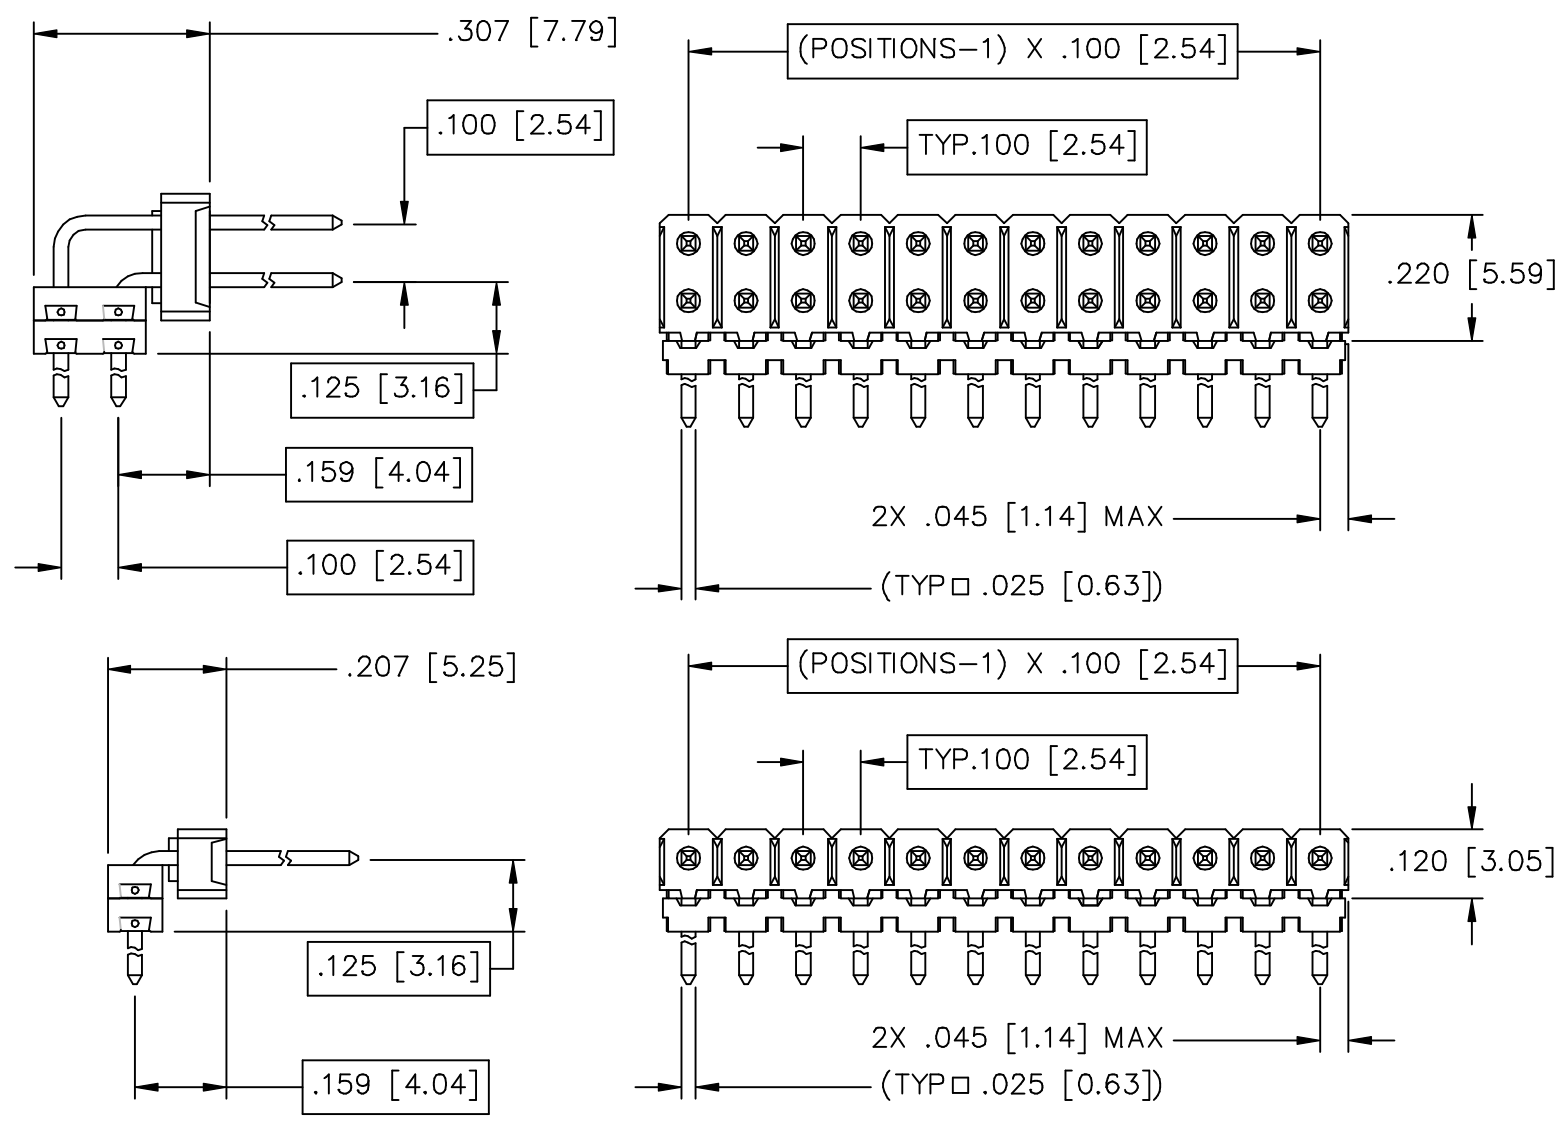 .307 [7.79]
(POSITIONS-1) X .100 [2.54]
.100 [2.54]
TYP.100 [2.54]
.220 [5.59]
.125 [3.16]
.159 [4.04]
2X .045 [1.14] MAX
.100 [2.54]
(TYP□ .025 [0.63])
.207 [5.25]
(POSITIONS-1) X .100 [2.54]
TYP.100 [2.54]
.120 [3.05]
.125 [3.16]
2X .045 [1.14] MAX
.159 [4.04]
(TYP□ .025 [0.63])